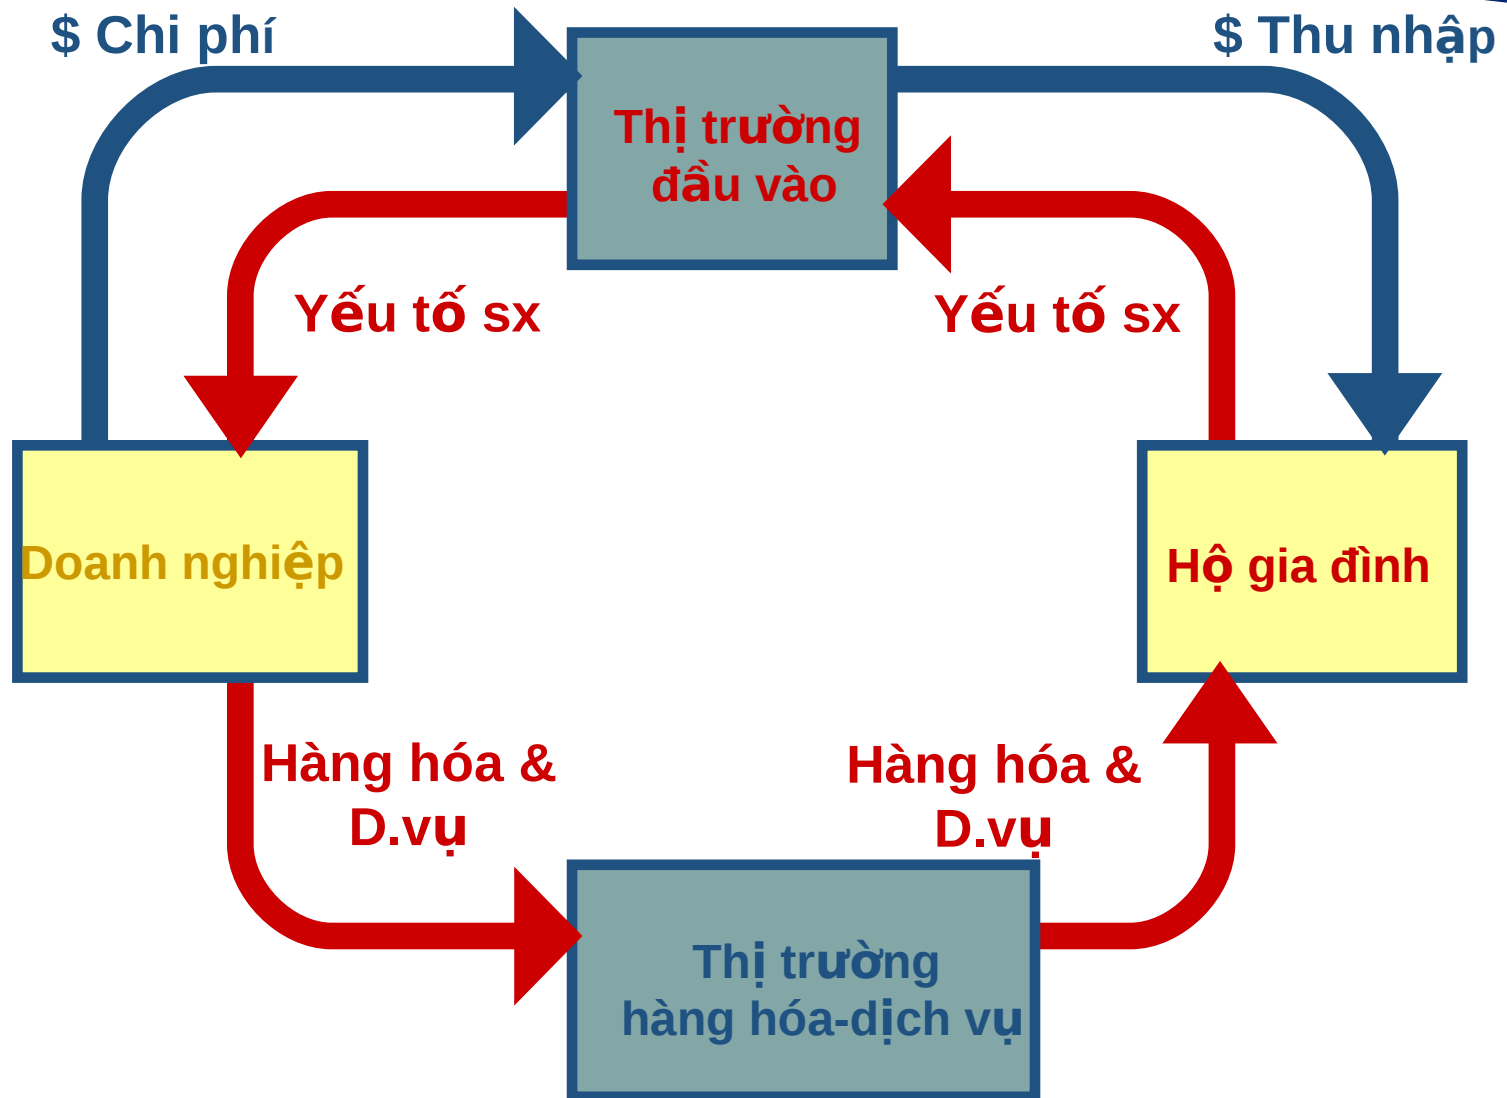 $ Chi phí
$ Thu nhập
Thị trường
đầu vào
Yếu tố sx
Yếu tố sx
Doanh nghiệp
Hộ gia đình
Hàng hóa &
D.vụ
Hàng hóa &
D.vụ
Thị trường
hàng hóa-dịch vụ